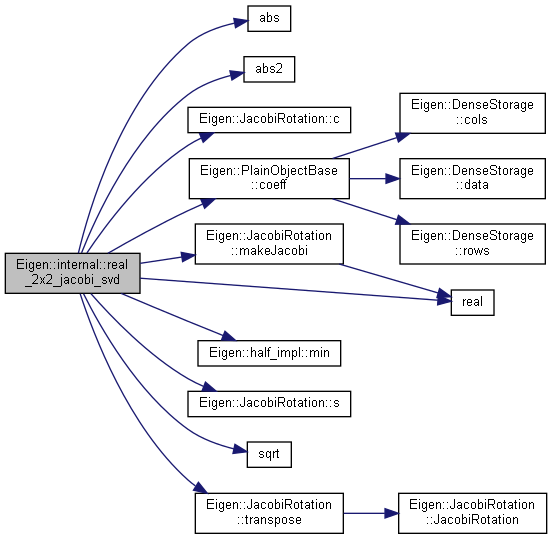 abs
abs2
Eigen::JacobiRotation::c
Eigen::PlainObjectBase
::coeff
Eigen::DenseStorage
::cols
Eigen::DenseStorage
::data
Eigen::DenseStorage
::rows
Eigen::JacobiRotation
::makeJacobi
Eigen::internal::real
_2x2_jacobi_svd
real
Eigen::half_impl::min
Eigen::JacobiRotation::s
sqrt
Eigen::JacobiRotation
::transpose
Eigen::JacobiRotation
::JacobiRotation